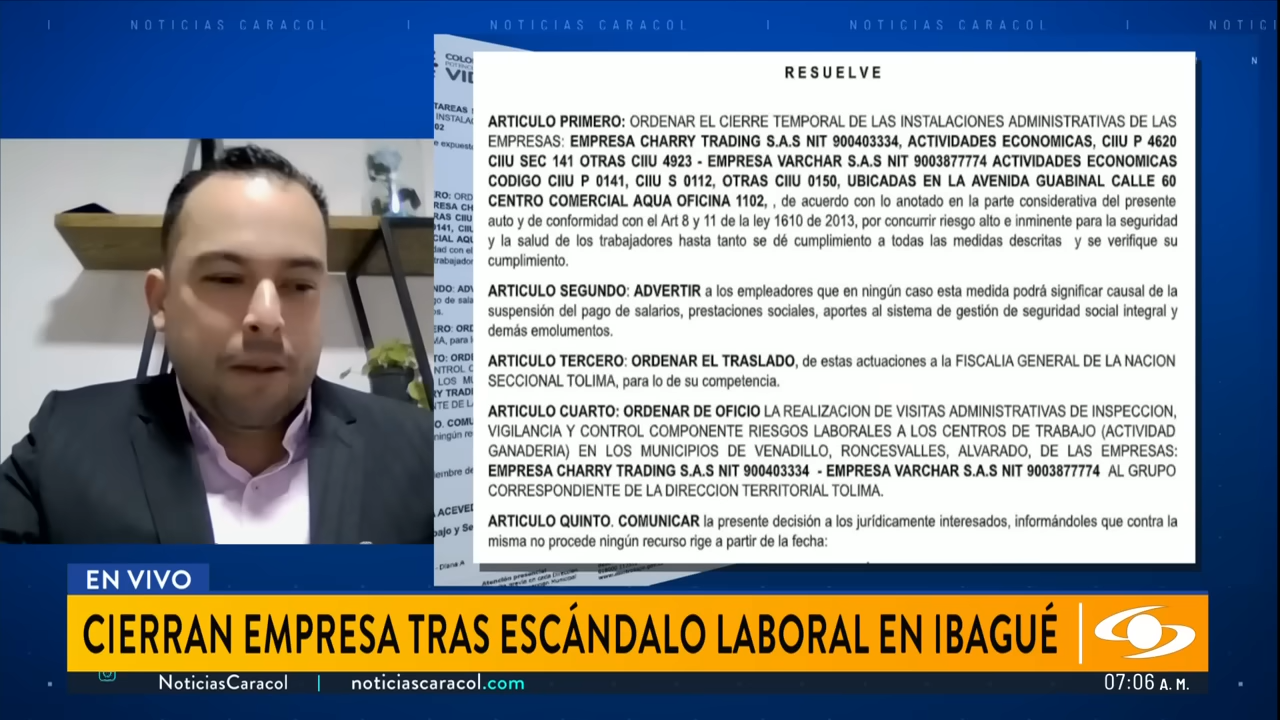 NOTICIAS CARACOL
NOTICIAS CARACOL
NOTICIAS CARACOL
NOTICI
RESUELVE
ARTICULO PRIMERO: ORDENAR EL CIERRE TEMPORAL DE LAS INSTALACIONES ADMINISTRATIVAS DE LAS
EMPRESAS: EMPRESA CHARRY TRADING S.A.S NIT 900403334, ACTIVIDADES ECONOMICAS, CIIU P 4620
CIIU SEC 141 OTRAS CIIU 4923 - EMPRESA VARCHAR S.A.S NIT 9003877774 ACTIVIDADES ECONOMICAS
CODIGO CIIU P 0141, CIIU S 0112, OTRAS CIIU 0150, UBICADAS EN LA AVENIDA GUABINAL CALLE 60
CENTRO COMERCIAL AQUA OFICINA 1102, , de acuerdo con lo anotado en la parte considerativa del presente
auto y de conformidad con el Art 8 y 11 de la ley 1610 de 2013, por concurrir riesgo alto e inminente para la seguridad
y la salud de los trabajadores hasta tanto se dé cumplimiento a todas las medidas descritas y se verifique su
cumplimiento.
ARTICULO SEGUNDO: ADVERTIR a los empleadores que en ningún caso esta medida podrá significar causal de la
suspensión del pago de salarios, prestaciones sociales, aportes al sistema de gestión de seguridad social integral y
demás emolumentos.
ARTICULO TERCERO: ORDENAR EL TRASLADO, de estas actuaciones a la FISCALIA GENERAL DE LA NACION
SECCIONAL TOLIMA, para lo de su competencia.
ARTICULO CUARTO: ORDENAR DE OFICIO LA REALIZACION DE VISITAS ADMINISTRATIVAS DE INSPECCION,
VIGILANCIA Y CONTROL COMPONENTE RIESGOS LABORALES A LOS CENTROS DE TRABAJO (ACTIVIDAD
GANADERIA) EN LOS MUNICIPIOS DE VENADILLO, RONCESVALLES, ALVARADO, DE LAS EMPRESAS:
EMPRESA CHARRY TRADING S.A.S NIT 900403334 - EMPRESA VARCHAR S.A.S NIT 9003877774 AL GRUPO
CORRESPONDIENTE DE LA DIRECCION TERRITORIAL TOLIMA.
ARTICULO QUINTO. COMUNICAR la presente decisión a los jurídicamente interesados, informándoles que contra la
misma no procede ningún recurso rige a partir de la fecha:
EN VIVO
CIERRAN EMPRESA TRAS ESCÁNDALO LABORAL EN IBAGUÉ
NoticiasCaracol | noticiascaracol.com
07:06 A.M.